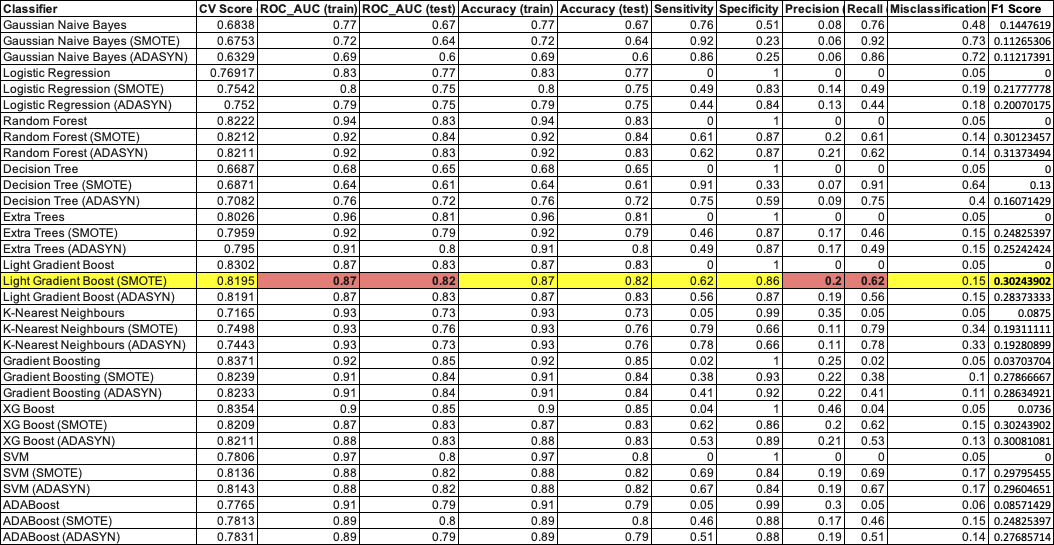 Classifier CV Score ROC_AUC (train) ROC_AUC (test) Accuracy (train) Accuracy (test) Sensitivity Specificity Precision Recall Misclassification F1 Score
Gaussian Naive Bayes 0.6838 0.77 0.67 0.77 0.67 0.76 0.51 0.08 0.76 0.48 0.1447619
Gaussian Naive Bayes (SMOTE) 0.6753 0.72 0.64 0.72 0.64 0.92 0.23 0.06 0.92 0.73 0.11265306
Gaussian Naive Bayes (ADASYN) 0.6329 0.69 0.6 0.69 0.6 0.86 0.25 0.06 0.86 0.72 0.11217391
Logistic Regression 0.76917 0.83 0.77 0.83 0.77 0 1 0 0 0.05 0
Logistic Regression (SMOTE) 0.7542 0.8 0.75 0.8 0.75 0.49 0.83 0.14 0.49 0.19 0.21777778
Logistic Regression (ADASYN) 0.752 0.79 0.75 0.79 0.75 0.44 0.84 0.13 0.44 0.18 0.20070175
Random Forest 0.8222 0.94 0.83 0.94 0.83 0 1 0 0 0.05 0
Random Forest (SMOTE) 0.8212 0.92 0.84 0.92 0.84 0.61 0.87 0.2 0.61 0.14 0.30123457
Random Forest (ADASYN) 0.8211 0.92 0.83 0.92 0.83 0.62 0.87 0.21 0.62 0.14 0.31373494
Decision Tree 0.6687 0.68 0.65 0.68 0.65 0 1 0 0 0.05 0
Decision Tree (SMOTE) 0.6871 0.64 0.61 0.64 0.61 0.91 0.33 0.07 0.91 0.64 0.13
Decision Tree (ADASYN) 0.7082 0.76 0.72 0.76 0.72 0.75 0.59 0.09 0.75 0.4 0.16071429
Extra Trees 0.8026 0.96 0.81 0.96 0.81 0 1 0 0 0.05 0
Extra Trees (SMOTE) 0.7959 0.92 0.79 0.92 0.79 0.46 0.87 0.17 0.46 0.15 0.24825397
Extra Trees (ADASYN) 0.795 0.91 0.8 0.91 0.8 0.49 0.87 0.17 0.49 0.15 0.25242424
Light Gradient Boost 0.8302 0.87 0.83 0.87 0.83 0 1 0 0 0.05 0
Light Gradient Boost (SMOTE) 0.8195 0.87 0.82 0.87 0.82 0.62 0.86 0.2 0.62 0.15 0.30243902
Light Gradient Boost (ADASYN) 0.8191 0.87 0.83 0.87 0.83 0.56 0.87 0.19 0.56 0.15 0.28373333
K-Nearest Neighbours 0.7165 0.93 0.73 0.93 0.73 0.05 0.99 0.35 0.05 0.05 0.0875
K-Nearest Neighbours (SMOTE) 0.7498 0.93 0.76 0.93 0.76 0.79 0.66 0.11 0.79 0.34 0.19311111
K-Nearest Neighbours (ADASYN) 0.7443 0.93 0.73 0.93 0.73 0.78 0.66 0.11 0.78 0.33 0.19280899
Gradient Boosting 0.8371 0.92 0.85 0.92 0.85 0.02 1 0.25 0.02 0.05 0.03703704
Gradient Boosting (SMOTE) 0.8239 0.91 0.84 0.91 0.84 0.38 0.93 0.22 0.38 0.1 0.27866667
Gradient Boosting (ADASYN) 0.8233 0.91 0.84 0.91 0.84 0.41 0.92 0.22 0.41 0.11 0.28634921
XG Boost 0.8354 0.9 0.85 0.9 0.85 0.04 1 0.46 0.04 0.05 0.0736
XG Boost (SMOTE) 0.8209 0.87 0.83 0.87 0.83 0.62 0.86 0.2 0.62 0.15 0.30243902
XG Boost (ADASYN) 0.8211 0.88 0.83 0.88 0.83 0.53 0.89 0.21 0.53 0.13 0.30081081
SVM 0.7806 0.97 0.8 0.97 0.8 0 1 0 0 0.05 0
SVM (SMOTE) 0.8136 0.88 0.82 0.88 0.82 0.69 0.84 0.19 0.69 0.17 0.29795455
SVM (ADASYN) 0.8143 0.88 0.82 0.88 0.82 0.67 0.84 0.19 0.67 0.17 0.29604651
ADABoost 0.7765 0.91 0.79 0.91 0.79 0.05 0.99 0.3 0.05 0.06 0.08571429
ADABoost (SMOTE) 0.7813 0.89 0.8 0.89 0.8 0.46 0.88 0.17 0.46 0.15 0.24825397
ADABoost (ADASYN) 0.7831 0.89 0.79 0.89 0.79 0.51 0.88 0.19 0.51 0.14 0.27685714